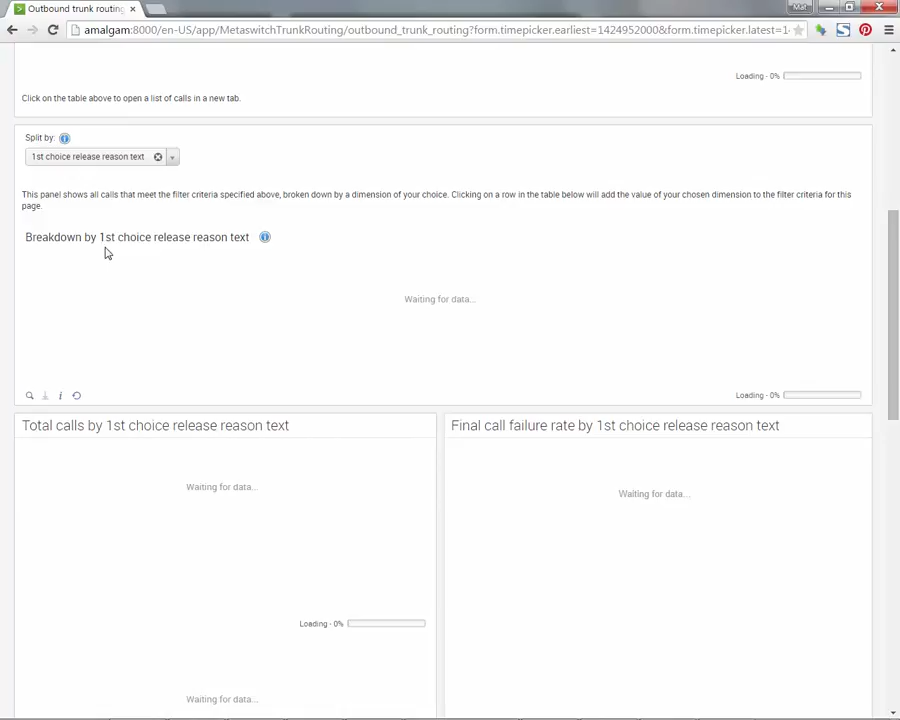 Outbound trunk routing
Mat
amalgam:8000/en-US/app/MetaswitchTrunkRouting/outbound_trunk_routing?form.timepicker.earliest=1424952000&form.timepicker.latest=1
Loading - 0%
Click on the table above to open a list of calls in a new tab.
Split by:
1st choice release reason text
This panel shows all calls that meet the filter criteria specified above, broken down by a dimension of your choice. Clicking on a row in the table below will add the value of your chosen dimension to the filter criteria for this
page.
Breakdown by 1st choice release reason text
Waiting for data...
Loading - 0%
Total calls by 1st choice release reason text
Final call failure rate by 1st choice release reason text
Waiting for data...
Waiting for data...
Loading - 0%
Waiting for data...